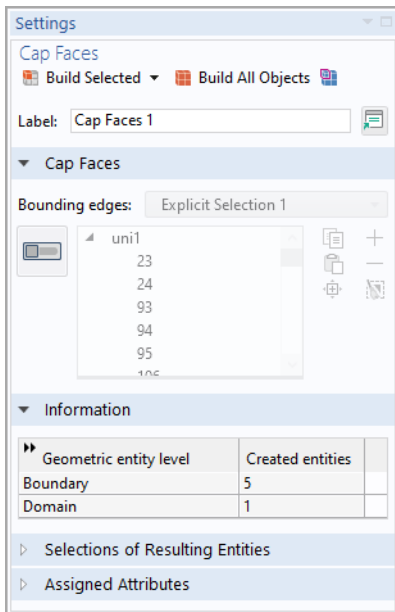 Settings
Cap Faces
Build Selected Build All Objects
Label: Cap Faces 1
Cap Faces
Bounding edges: Explicit Selection 1
uni1
23
24
93
94
95
106
Information
Geometric entity level Created entities
Boundary 5
Domain 1
Selections of Resulting Entities
Assigned Attributes